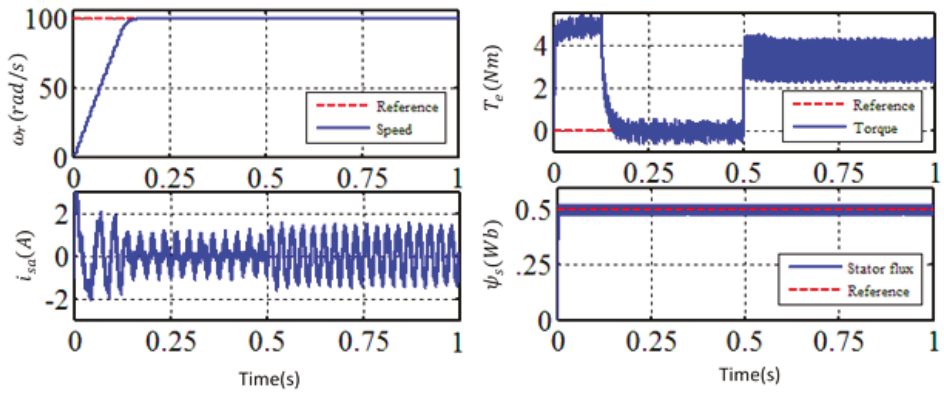 100
50
0
ωr(rad/s)
Reference
Speed
0 0.25 0.5 0.75 1
4
2
0
Te(Nm)
Reference
Torque
0 0.25 0.5 0.75 1
2
0
-2
isa(A)
0 0.25 0.5 0.75 1
Time(s)
0.5
.25
0
ψs(Wb)
Stator flux
Reference
0 0.25 0.5 0.75 1
Time(s)